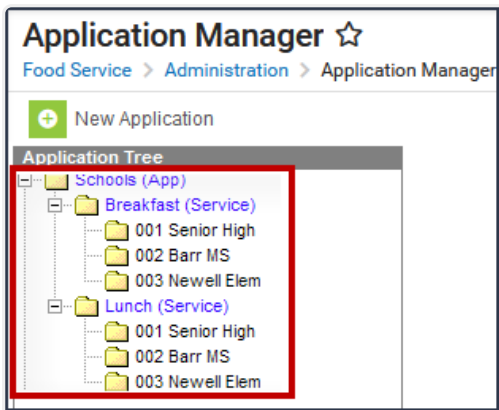 Application Manager ☆
Food Service > Administration > Application Manager
New Application
Application Tree
Schools (App)
Breakfast (Service)
001 Senior High
002 Barr MS
003 Newell Elem
Lunch (Service)
001 Senior High
002 Barr MS
003 Newell Elem